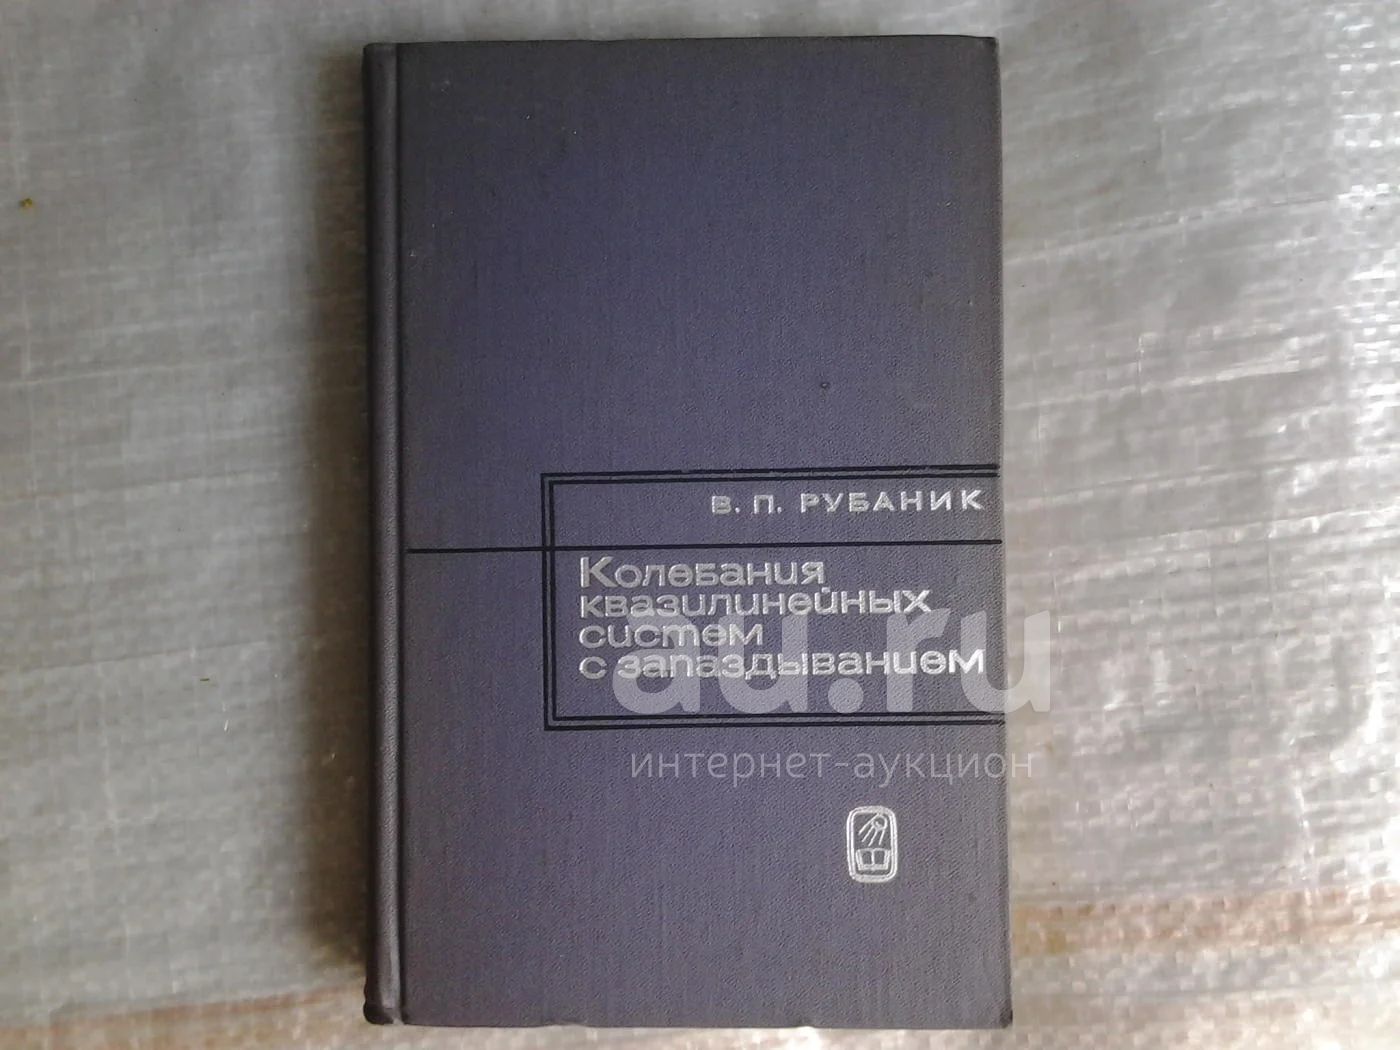 В. П. РУБАНИК
Колебания
квазилинейных
систем
с запаздыванием
au.ru
интернет-аукцион